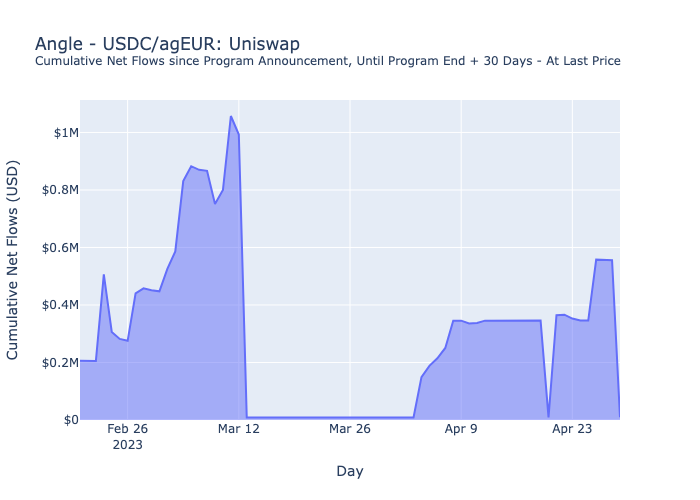 Angle - USDC/agEUR: Uniswap
Cumulative Net Flows since Program Announcement, Until Program End + 30 Days - At Last Price
Cumulative Net Flows (USD)
$1M
$0.8M
$0.6M
$0.4M
$0.2M
$0
Feb 26 Mar 12 Mar 26 Apr 9 Apr 23
2023
Day